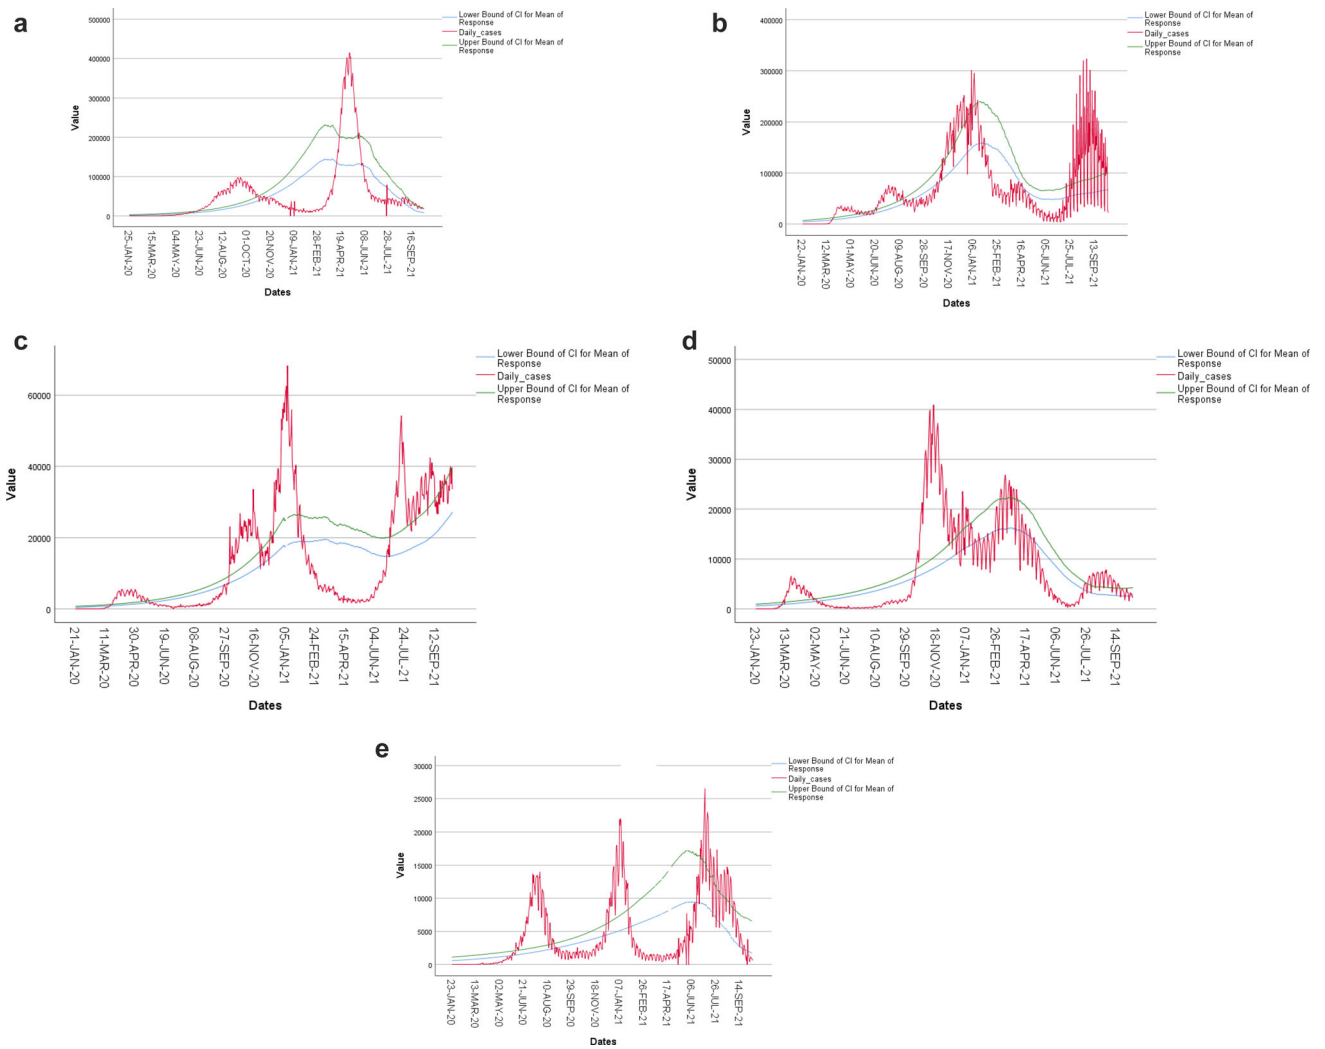 a
500000
400000
300000
200000
100000
0
Value
25-JAN-20
15-MAR-20
04-MAY-20
23-JUN-20
12-AUG-20
01-OCT-20
20-NOV-20
09-JAN-21
28-FEB-21
19-APR-21
08-JUN-21
28-JUL-21
16-SEP-21
Dates
Lower Bound of CI for Mean of
Response
Daily_cases
Upper Bound of CI for Mean of
Response
b
400000
300000
200000
100000
0
Value
22-JAN-20
12-MAR-20
01-MAY-20
20-JUN-20
09-AUG-20
28-SEP-20
17-NOV-20
06-JAN-21
25-FEB-21
16-APR-21
05-JUN-21
25-JUL-21
13-SEP-21
Dates
Lower Bound of CI for Mean of
Response
Daily_cases
Upper Bound of CI for Mean of
Response
c
60000
40000
20000
0
Value
21-JAN-20
11-MAR-20
30-APR-20
19-JUN-20
08-AUG-20
27-SEP-20
16-NOV-20
05-JAN-21
24-FEB-21
15-APR-21
04-JUN-21
24-JUL-21
12-SEP-21
Dates
Lower Bound of CI for Mean of
Response
Daily_cases
Upper Bound of CI for Mean of
Response
d
50000
40000
30000
20000
10000
0
Value
23-JAN-20
13-MAR-20
02-MAY-20
21-JUN-20
10-AUG-20
29-SEP-20
18-NOV-20
07-JAN-21
26-FEB-21
17-APR-21
06-JUN-21
26-JUL-21
14-SEP-21
Dates
Lower Bound of CI for Mean of
Response
Daily_cases
Upper Bound of CI for Mean of
Response
e
30000
25000
20000
15000
10000
5000
0
Value
23-JAN-20
13-MAR-20
02-MAY-20
21-JUN-20
10-AUG-20
29-SEP-20
18-NOV-20
07-JAN-21
26-FEB-21
17-APR-21
06-JUN-21
26-JUL-21
14-SEP-21
Dates
Lower Bound of CI for Mean of
Response
Daily_cases
Upper Bound of CI for Mean of
Response